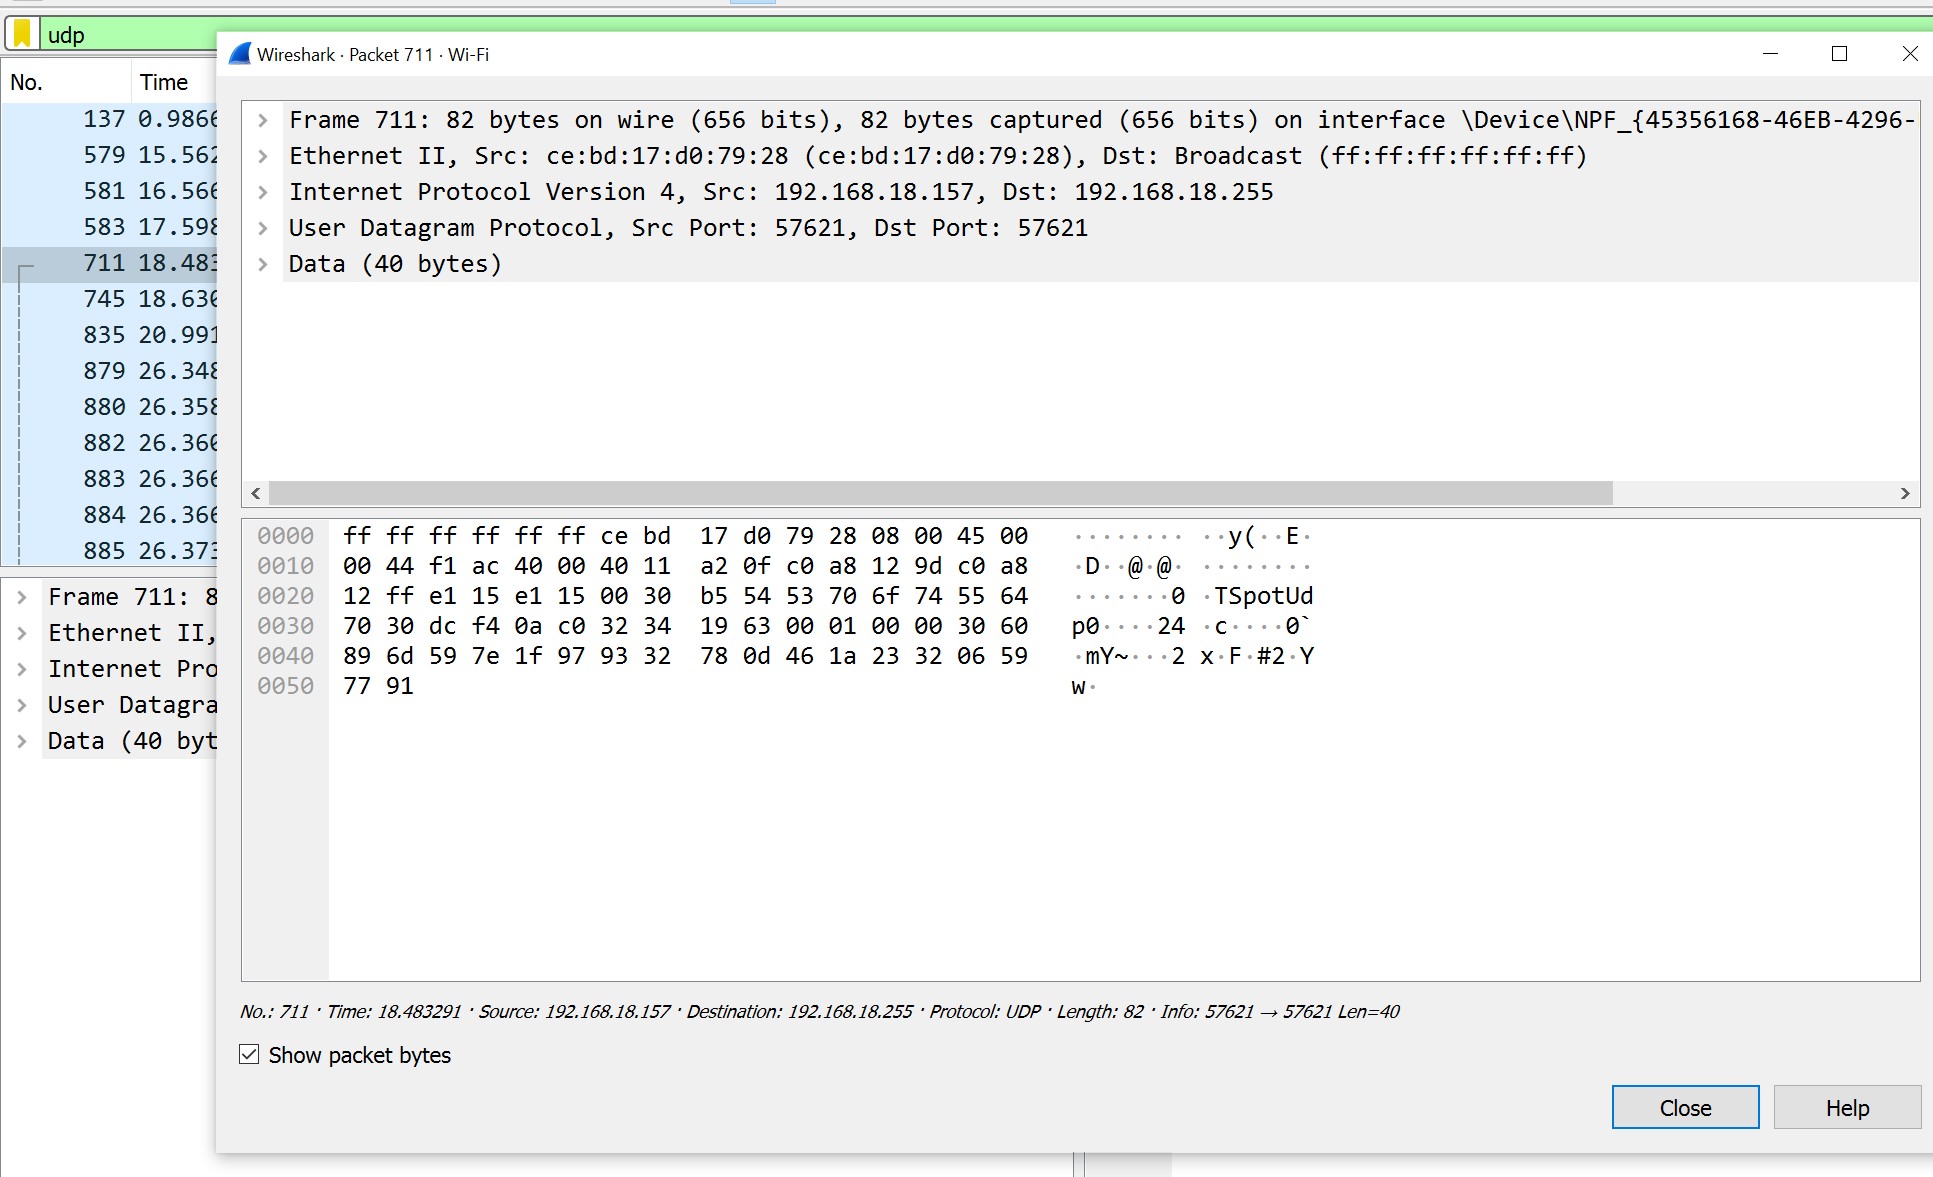 udp
No. Time
137 0.9866
579 15.562
581 16.566
583 17.598
711 18.483
745 18.630
835 20.991
879 26.348
880 26.358
882 26.360
883 26.366
884 26.366
885 26.373
Frame 711: 8
Ethernet II,
Internet Pro
User Datagra
Data (40 byt
Wireshark · Packet 711 · Wi-Fi
Frame 711: 82 bytes on wire (656 bits), 82 bytes captured (656 bits) on interface \Device\NPF_{45356168-46EB-4296-
Ethernet II, Src: ce:bd:17:d0:79:28 (ce:bd:17:d0:79:28), Dst: Broadcast (ff:ff:ff:ff:ff:ff)
Internet Protocol Version 4, Src: 192.168.18.157, Dst: 192.168.18.255
User Datagram Protocol, Src Port: 57621, Dst Port: 57621
Data (40 bytes)
0000 ff ff ff ff ff ff ce bd 17 d0 79 28 08 00 45 00 ········ ··y(··E·
0010 00 44 f1 ac 40 00 40 11 a2 0f c0 a8 12 9d c0 a8 ·D··@·@· ········
0020 12 ff e1 15 e1 15 00 30 b5 54 53 70 6f 74 55 64 ·······0 ·TSpotUd
0030 70 30 dc f4 0a c0 32 34 19 63 00 01 00 00 30 60 p0····24 ·c····0`
0040 89 6d 59 7e 1f 97 93 32 78 0d 46 1a 23 32 06 59 ·mY~···2 x·F·#2·Y
0050 77 91 w·
No.: 711 · Time: 18.483291 · Source: 192.168.18.157 · Destination: 192.168.18.255 · Protocol: UDP · Length: 82 · Info: 57621 → 57621 Len=40
Show packet bytes
Close
Help